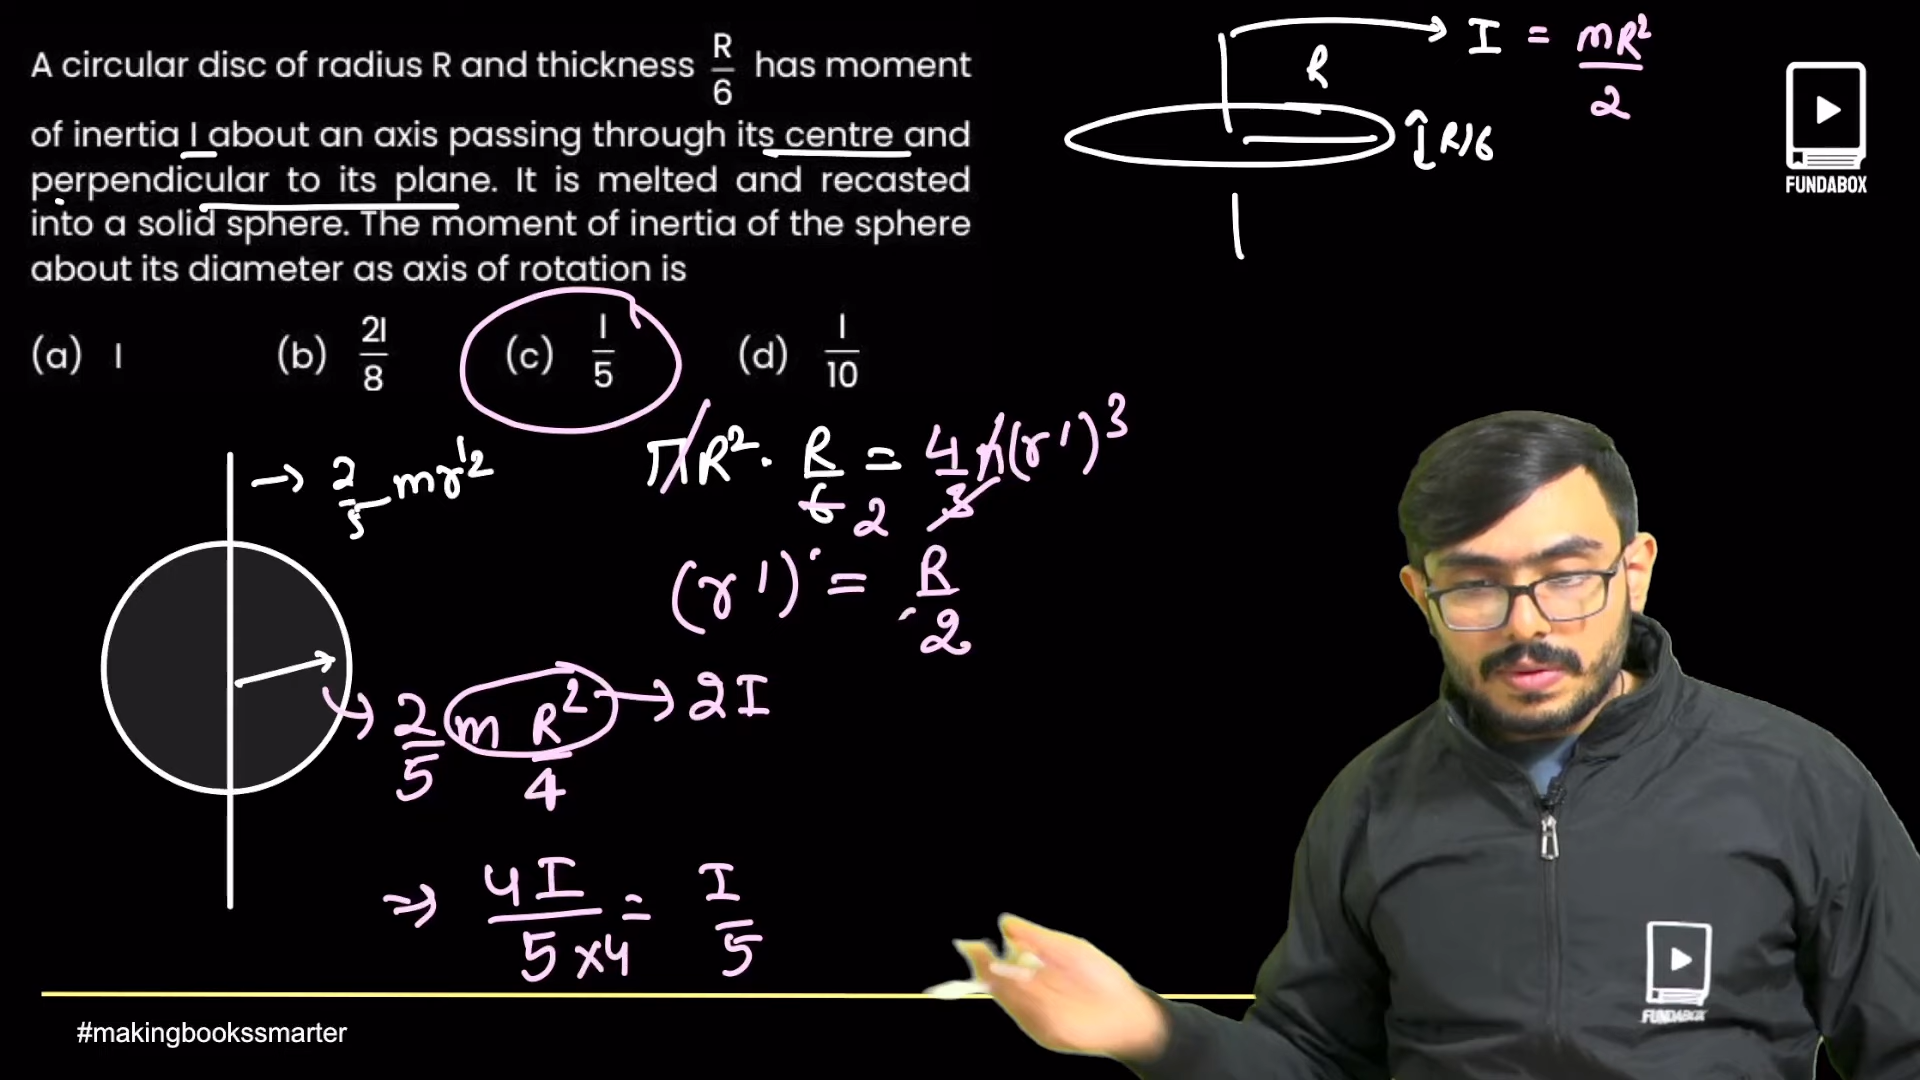 A circular disc of radius R and thickness R/6 has moment
of inertia I about an axis passing through its centre and
perpendicular to its plane. It is melted and recasted
into a solid sphere. The moment of inertia of the sphere
about its diameter as axis of rotation is
(a) I (b) 2I/8 (c) I/5 (d) I/10
I = mR²/2
R
R/6
FUNDABOX
→ 2/5 mr'²
πR² · R/6 2 = 4/3 π(r')³
(r') = R/2
2/5 m R²/4 → 2I
⇒ 4I/5×4 = I/5
FUNDABOX
#makingbookssmarter